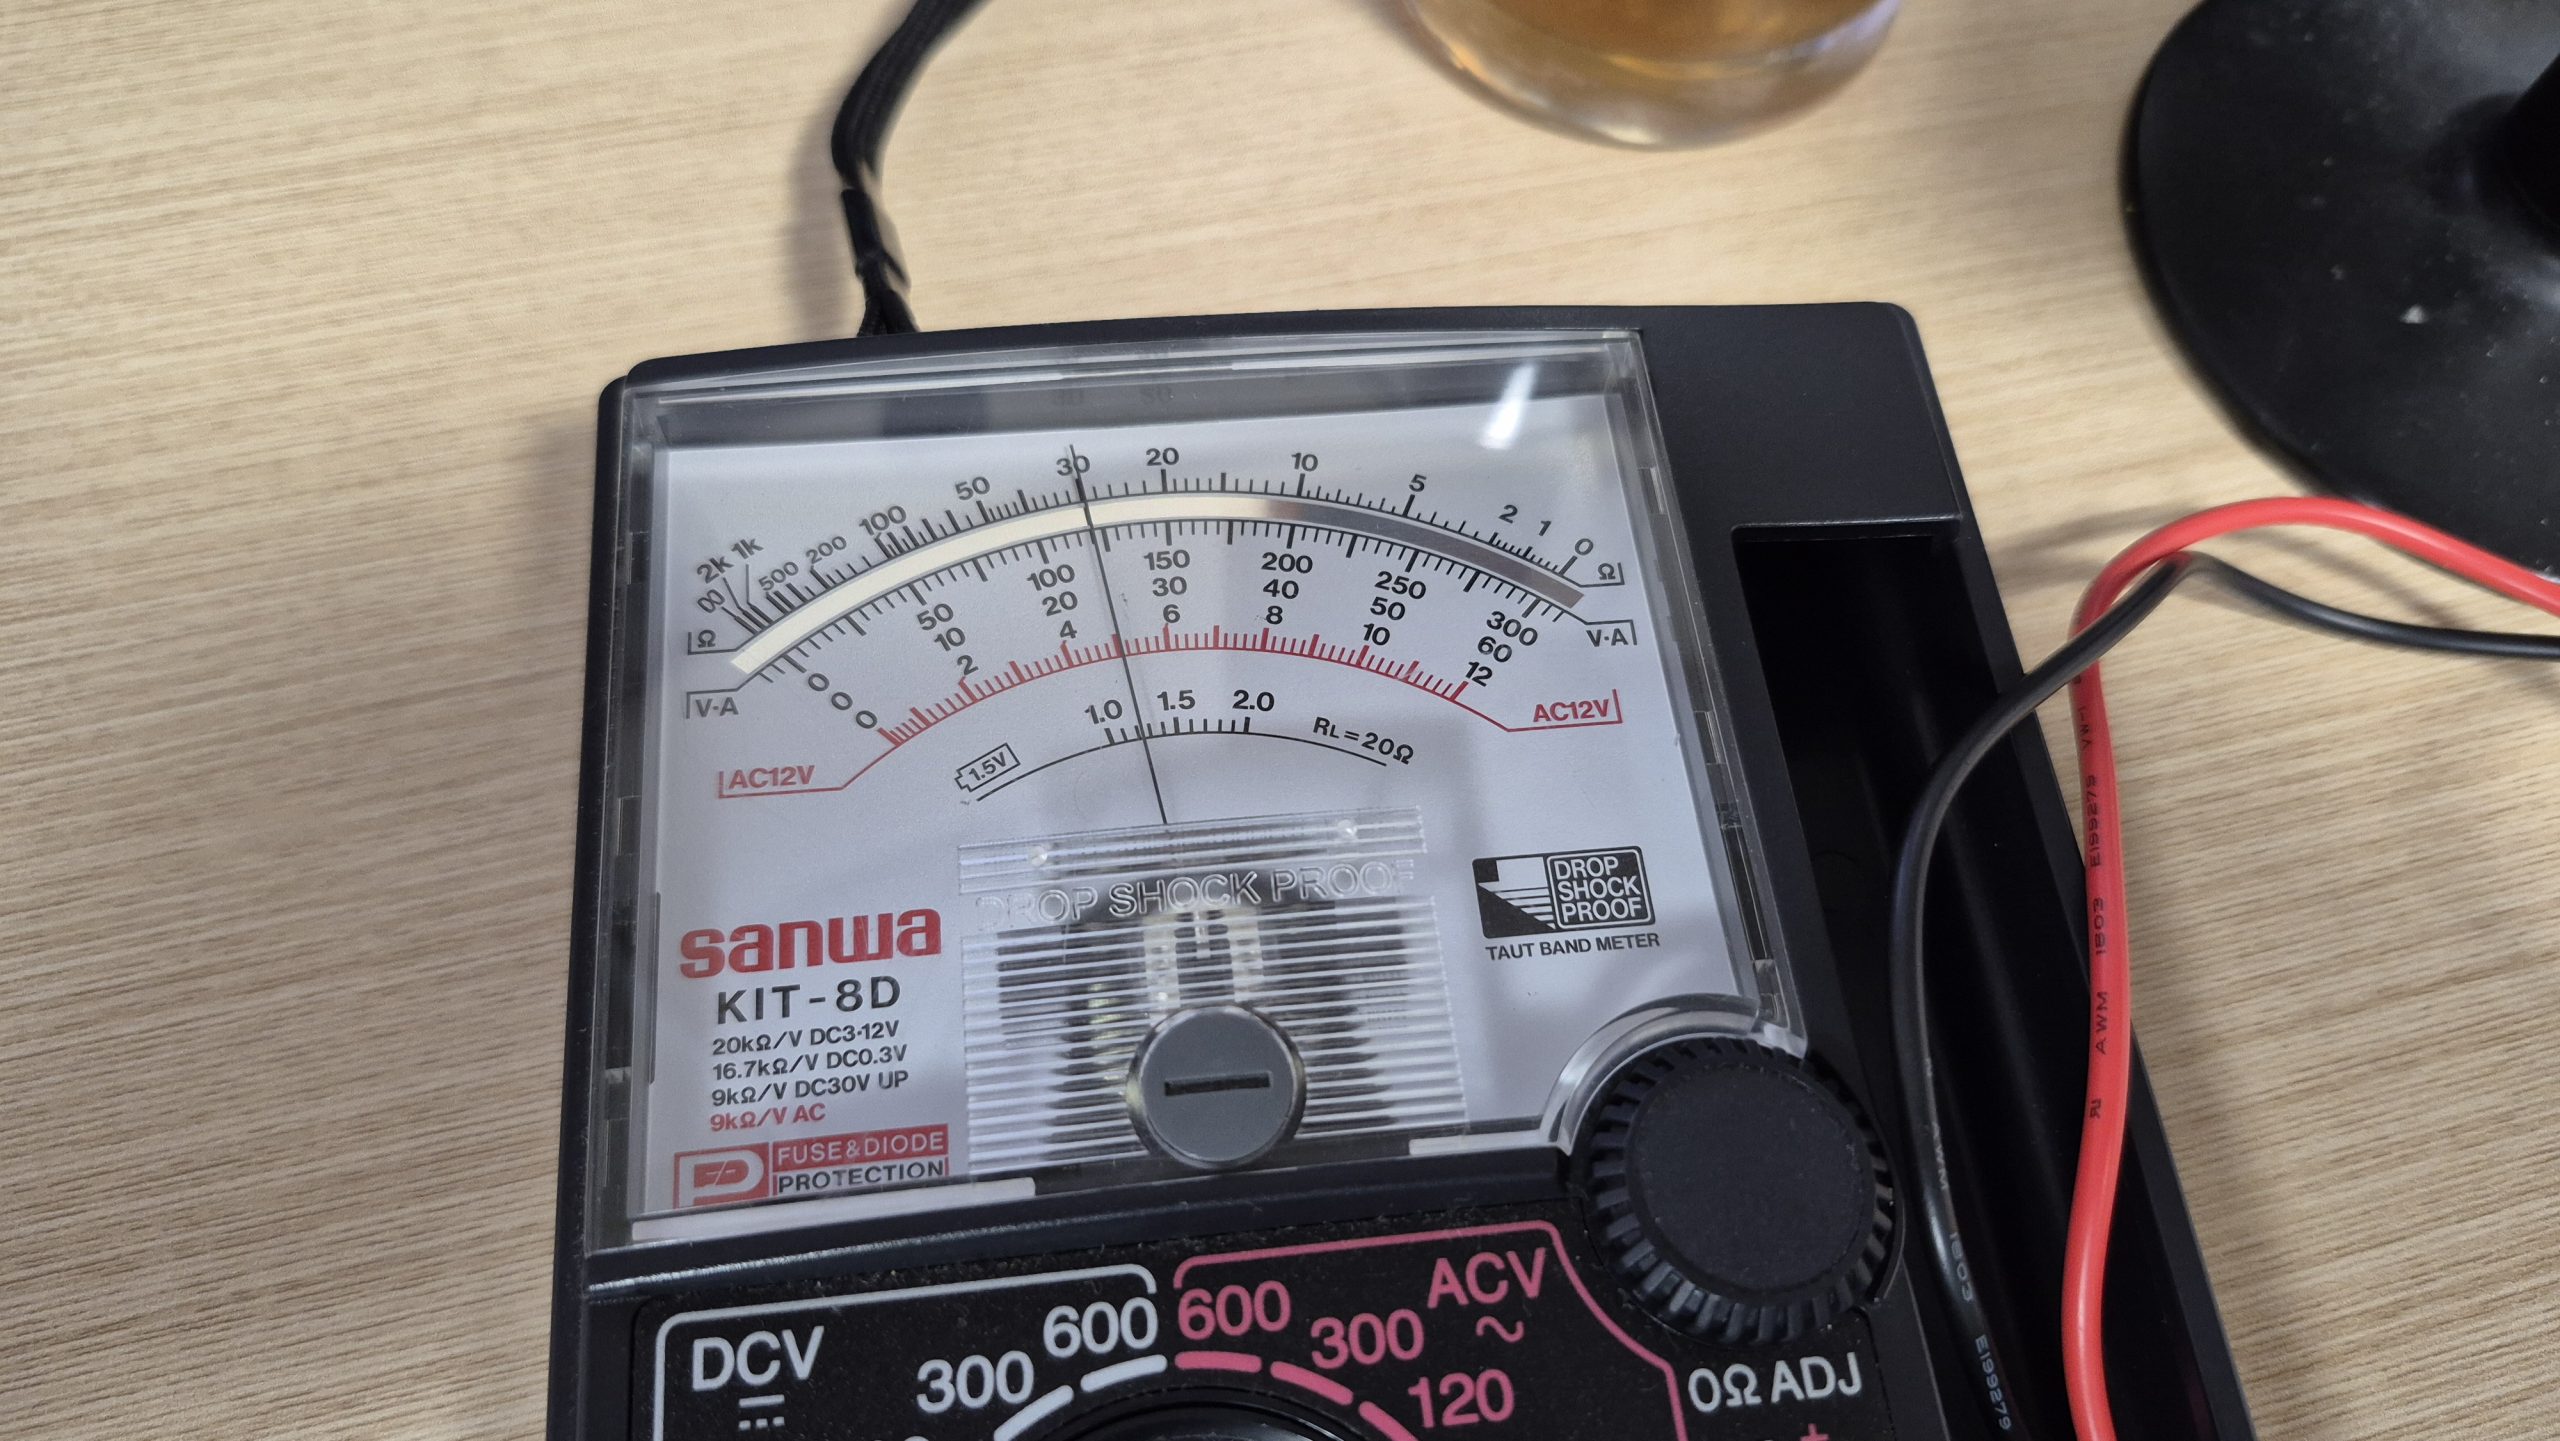 ∞ 2k 1k 500 200 100 50 30 20 10 5 2 1 0 Ω
Ω
V·A
0 50 100 150 200 250 300 V·A
0 10 20 30 40 50 60
0 2 4 6 8 10 12
AC12V AC12V
1.0 1.5 2.0
1.5V RL=20Ω
DROP SHOCK PROOF
DROP
SHOCK
PROOF
TAUT BAND METER
sanwa
KIT-8D
20kΩ/V DC3·12V
16.7kΩ/V DC0.3V
9kΩ/V DC30V UP
9kΩ/V AC
P FUSE&DIODE
PROTECTION
DCV
300 600
600 300 120
ACV
~
0Ω ADJ
+
AWM 1803 E199279
1803 E199279